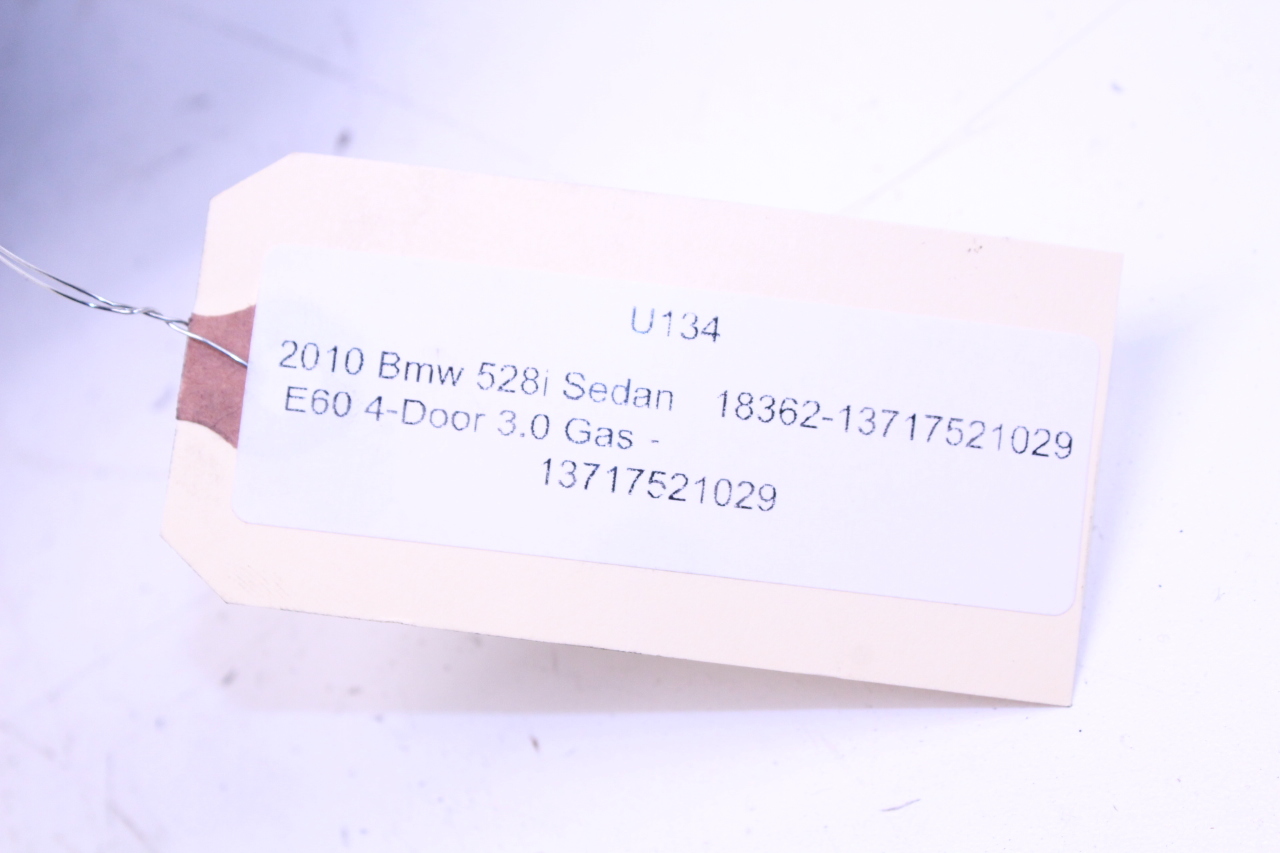 U134
2010 Bmw 528i Sedan 18362-13717521029
E60 4-Door 3.0 Gas -
13717521029